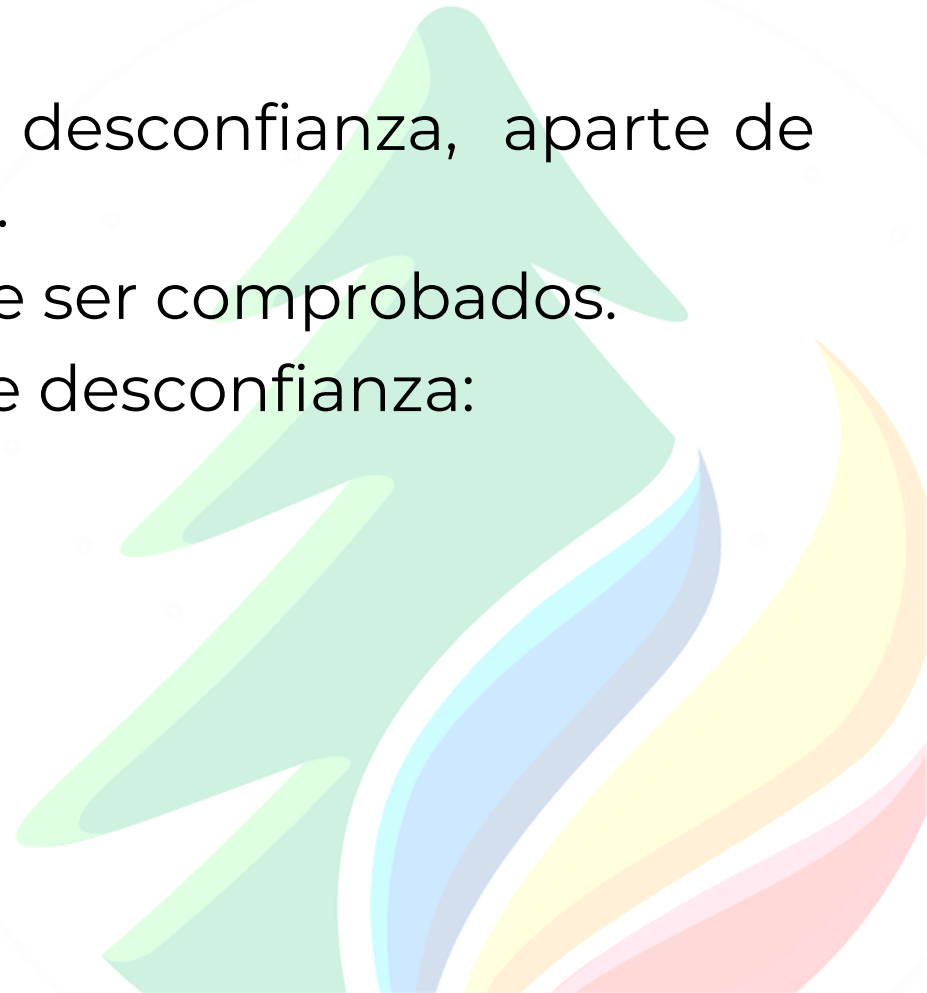 desconfianza, aparte de
.
e ser comprobados.
e desconfianza: